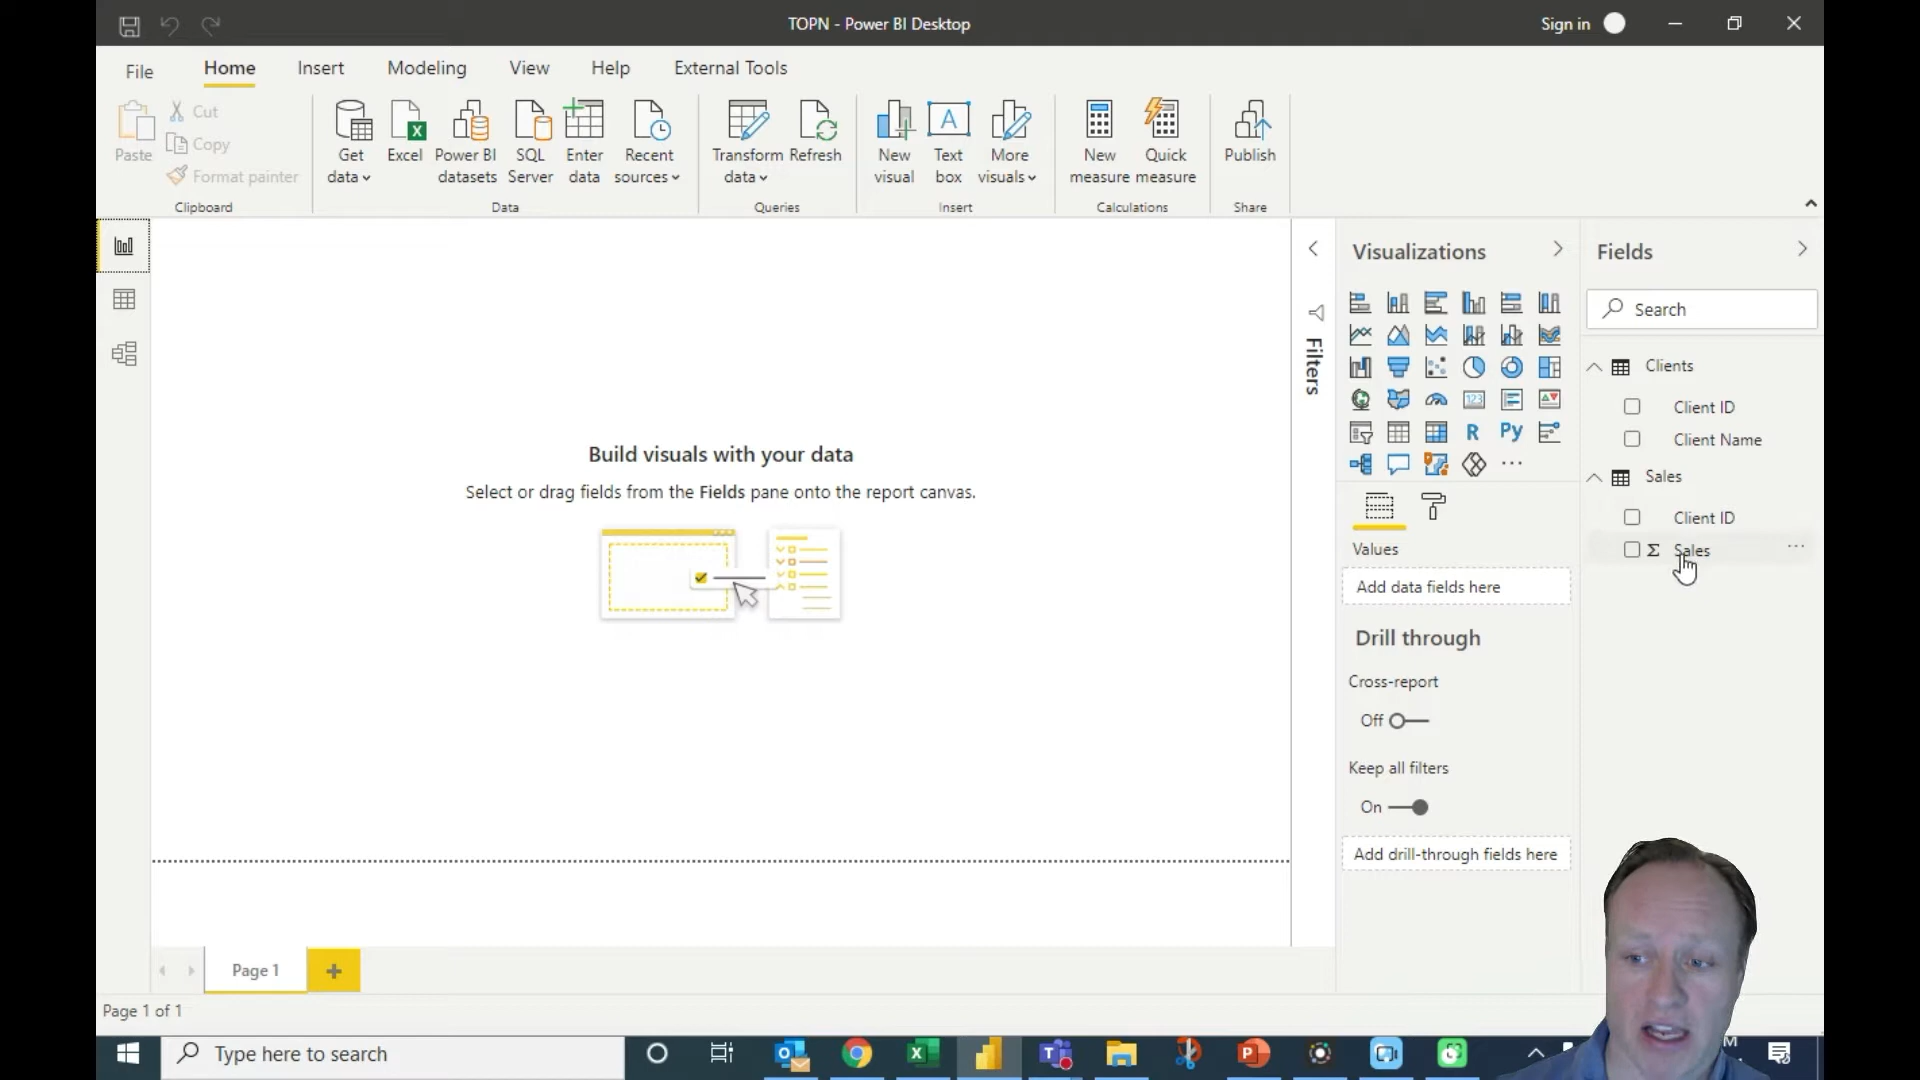 TOPN - Power BI Desktop
Sign in
File
Home
Insert
Modeling
View
Help
External Tools
Paste
Cut
Copy
Format painter
Clipboard
Get data
Excel
Power BI datasets
SQL Server
Enter data
Recent sources
Data
Transform data
Refresh
Queries
New visual
A
Text box
More visuals
Insert
New measure
Quick measure
Calculations
Publish
Share
Build visuals with your data
Select or drag fields from the Fields pane onto the report canvas.
Filters
Visualizations
123
R
Py
Values
Add data fields here
Drill through
Cross-report
Off
Keep all filters
On
Add drill-through fields here
Fields
Search
Clients
Client ID
Client Name
Sales
Client ID
Σ Sales
Page 1
Page 1 of 1
Type here to search
M